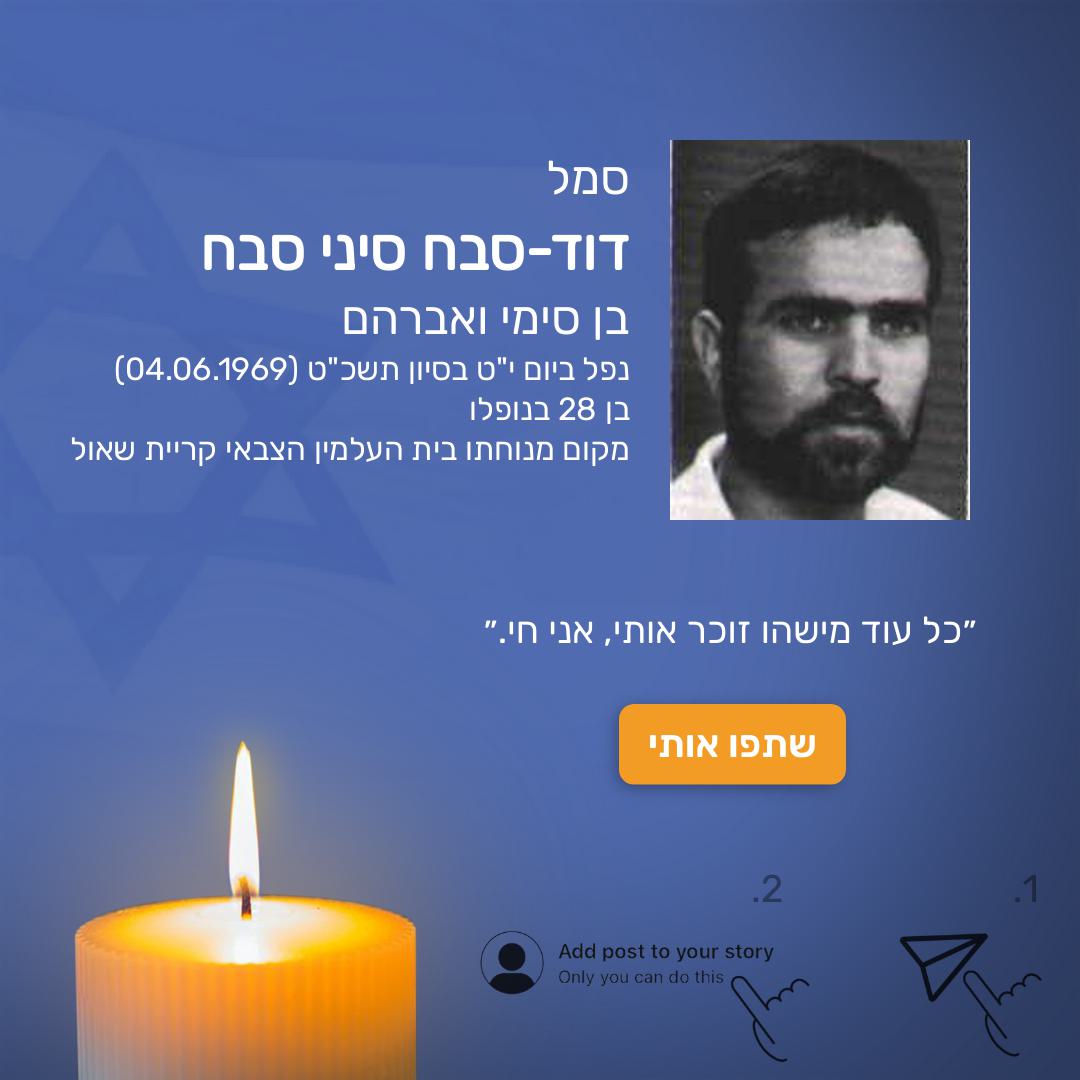 סמל
דוד-סבח סיני סבח
בן סימי ואברהם
נפל ביום י"ט בסיון תשכ"ט (04.06.1969)
בן 28 בנופלו
מקום מנוחתו בית העלמין הצבאי קריית שאול
״כל עוד מישהו זוכר אותי, אני חי.״
שתפו אותי
.1
.2
Add post to your story
Only you can do this